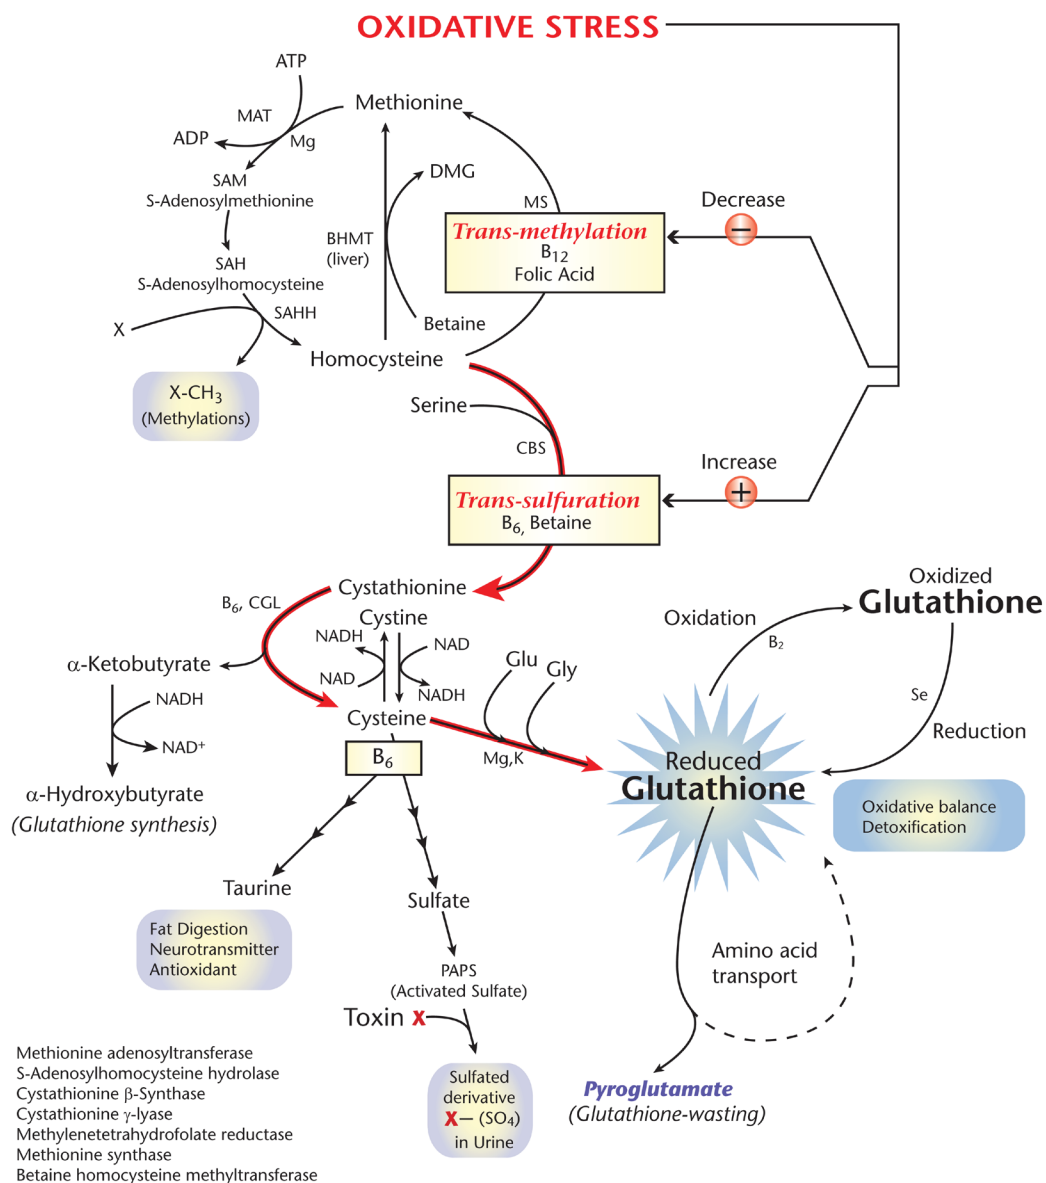 OXIDATIVE STRESS
ATP
Methionine
MAT
ADP
Mg
DMG
SAM
S-Adenosylmethionine
MS
Decrease
−
Trans-methylation
B12
Folic Acid
BHMT
(liver)
SAH
S-Adenosylhomocysteine
SAHH
X
Betaine
Homocysteine
X-CH3
(Methylations)
Serine
CBS
Increase
+
Trans-sulfuration
B6, Betaine
Cystathionine
B6, CGL
Cystine
NADH
NAD
NAD
NADH
α-Ketobutyrate
NADH
NAD+
α-Hydroxybutyrate
(Glutathione synthesis)
Cysteine
Glu
Gly
Mg,K
B6
Oxidized
Glutathione
Oxidation
B2
Se
Reduction
Reduced
Glutathione
Oxidative balance
Detoxification
Taurine
Fat Digestion
Neurotransmitter
Antioxidant
Sulfate
PAPS
(Activated Sulfate)
Toxin X
Sulfated
derivative
X— (SO4)
in Urine
Amino acid
transport
Pyroglutamate
(Glutathione-wasting)
Methionine adenosyltransferase
S-Adenosylhomocysteine hydrolase
Cystathionine β-Synthase
Cystathionine γ-lyase
Methylenetetrahydrofolate reductase
Methionine synthase
Betaine homocysteine methyltransferase